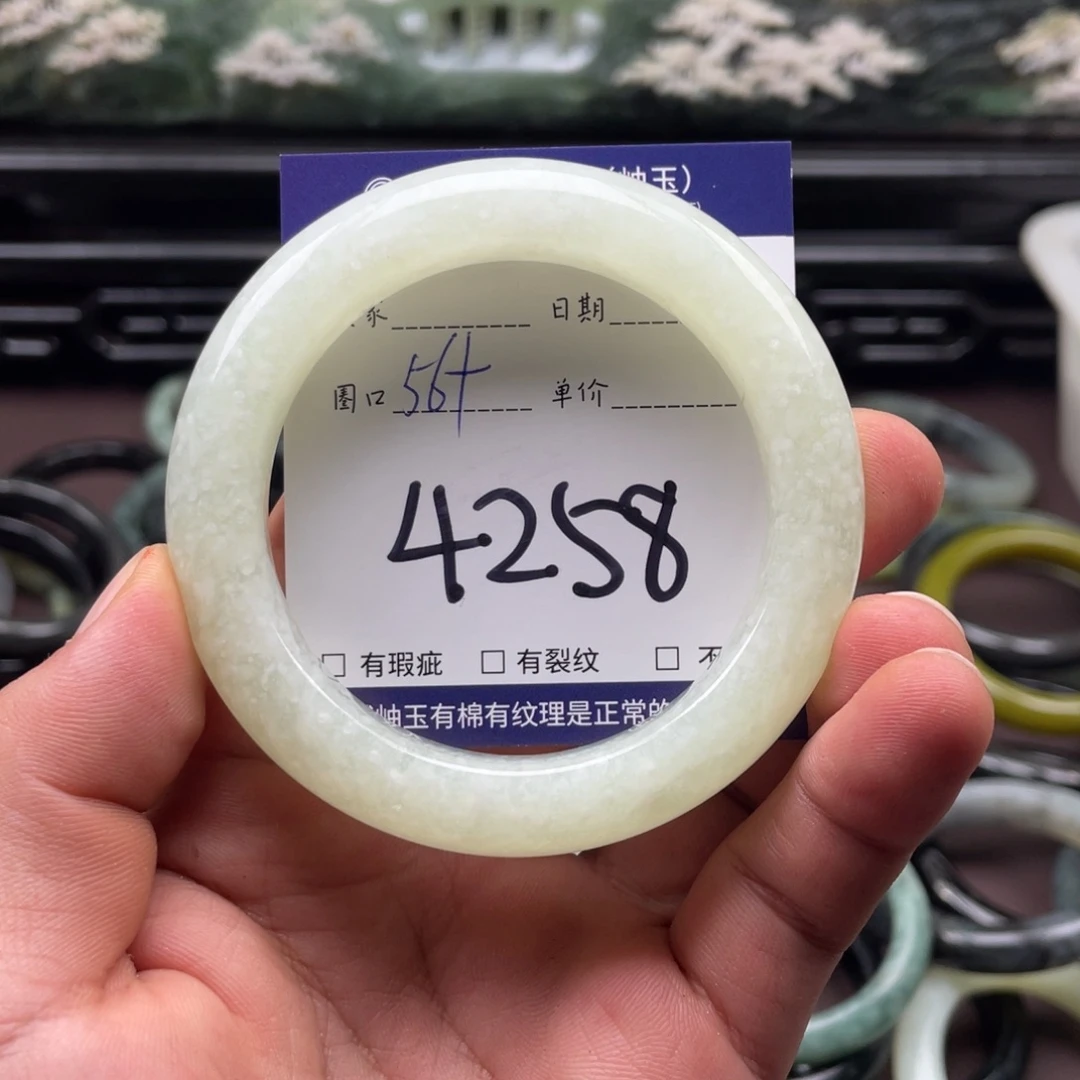 岫玉）
日期
圈口 56+ 单价
4258
□ 有瑕疵 □ 有裂纹 □
岫玉有棉有纹理是正常的